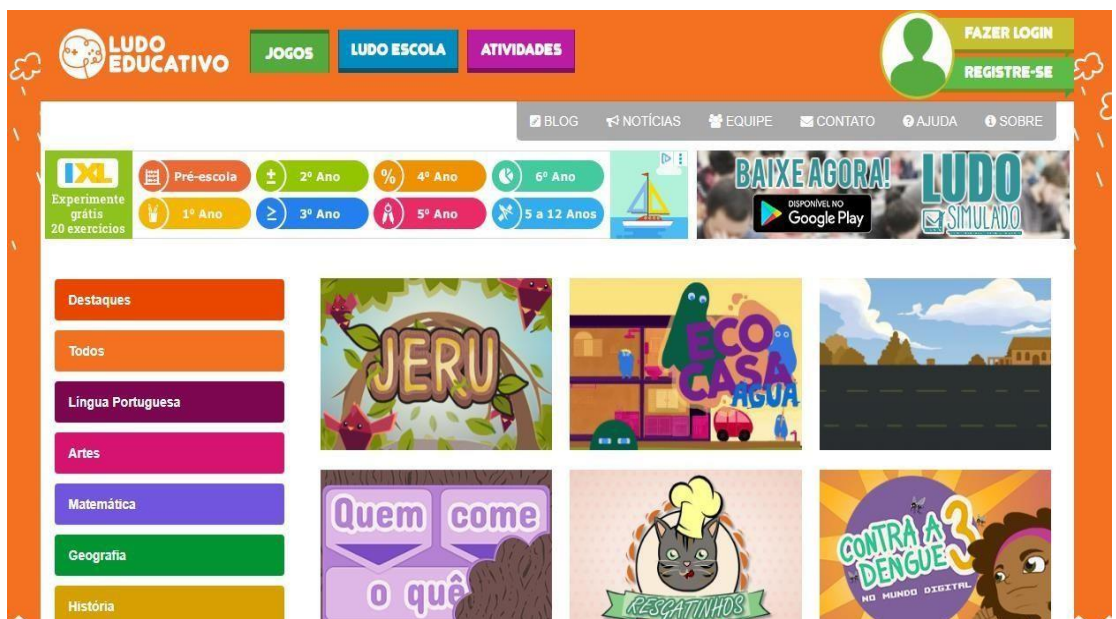 LUDO
EDUCATIVO
JOGOS
LUDO ESCOLA
ATIVIDADES
FAZER LOGIN
REGISTRE-SE
BLOG NOTÍCIAS EQUIPE CONTATO AJUDA SOBRE
IXL
Experimente
grátis
20 exercícios
Pré-escola 2º Ano 4º Ano 6º Ano
1º Ano 3º Ano 5º Ano 5 a 12 Anos
BAIXE AGORA!
DISPONÍVEL NO
Google Play
LUDO
SIMULADO
Destaques
Todos
Língua Portuguesa
Artes
Matemática
Geografia
História
JERU
ECO
CASA
AGUA
Quem come
o quê
RESGATINHOS
CONTRA A
DENGUE 3
NO MUNDO DIGITAL